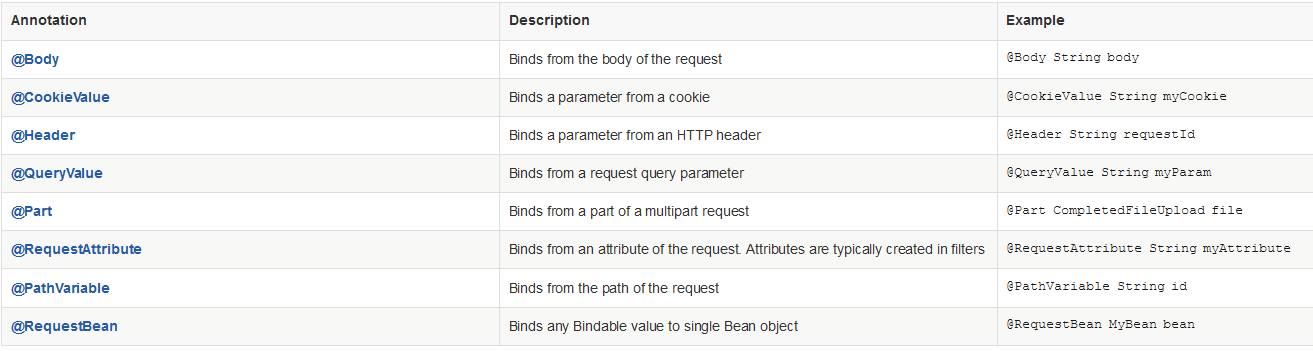 Annotation Description Example
@Body Binds from the body of the request @Body String body
@CookieValue Binds a parameter from a cookie @CookieValue String myCookie
@Header Binds a parameter from an HTTP header @Header String requestId
@QueryValue Binds from a request query parameter @QueryValue String myParam
@Part Binds from a part of a multipart request @Part CompletedFileUpload file
@RequestAttribute Binds from an attribute of the request. Attributes are typically created in filters @RequestAttribute String myAttribute
@PathVariable Binds from the path of the request @PathVariable String id
@RequestBean Binds any Bindable value to single Bean object @RequestBean MyBean bean